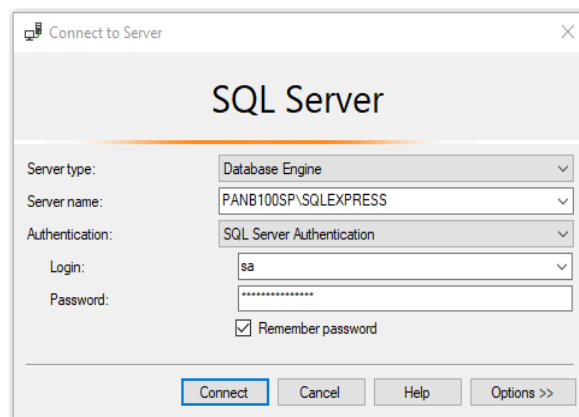 Connect to Server
SQL Server
Server type: Database Engine
Server name: PANB100SP\SQLEXPRESS
Authentication: SQL Server Authentication
Login: sa
Password: ***************
Remember password
Connect Cancel Help Options >>